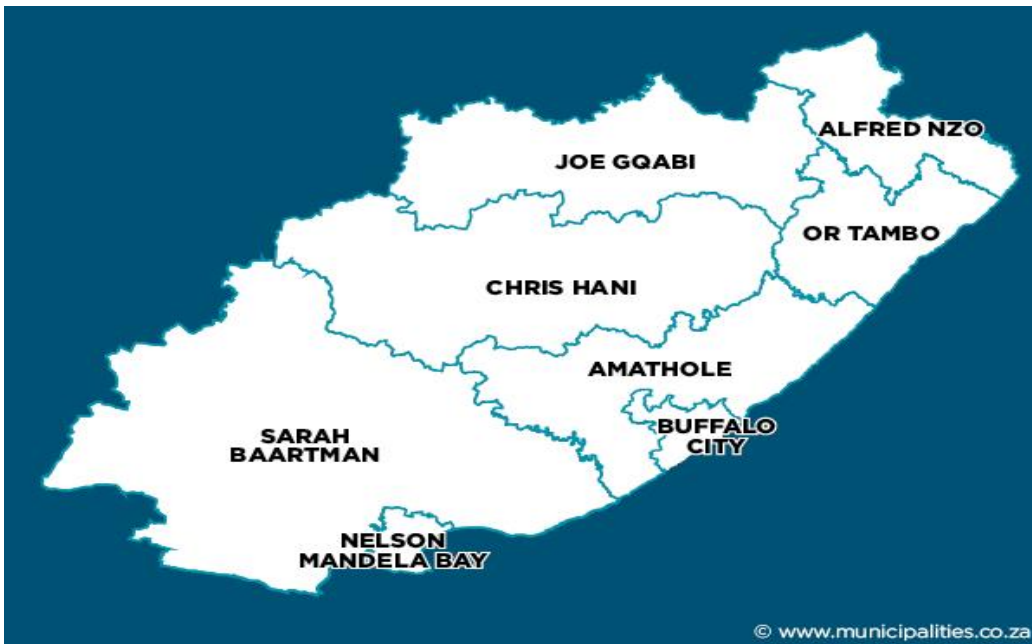 ALFRED NZO
JOE GQABI
OR TAMBO
CHRIS HANI
AMATHOLE
BUFFALO
CITY
SARAH
BAARTMAN
NELSON
MANDELA BAY
© www.municipalities.co.za